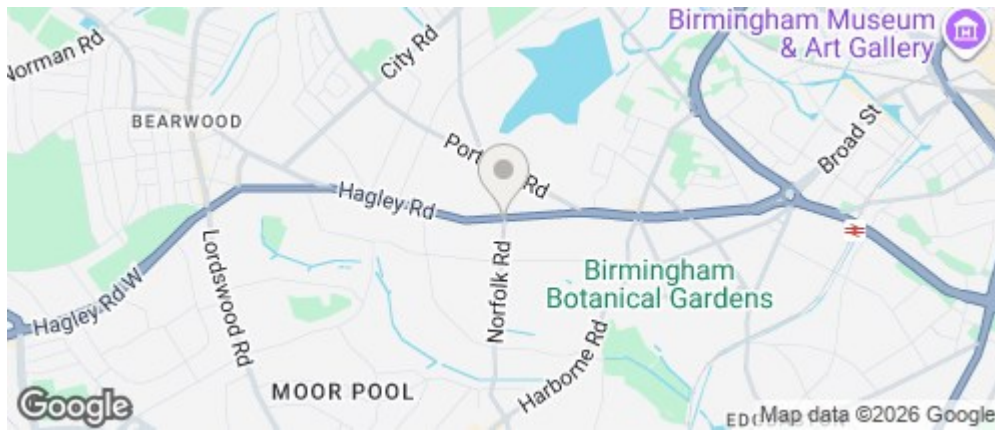 Birmingham Museum
& Art Gallery
Norman Rd
City Rd
BEARWOOD
Broad St
Rd
Hagley Rd
Lordswood Rd
Norfolk Rd
Birmingham
Botanical Gardens
Hagley Rd W
Harborne Rd
MOOR POOL
Google
Map data ©2026 Google